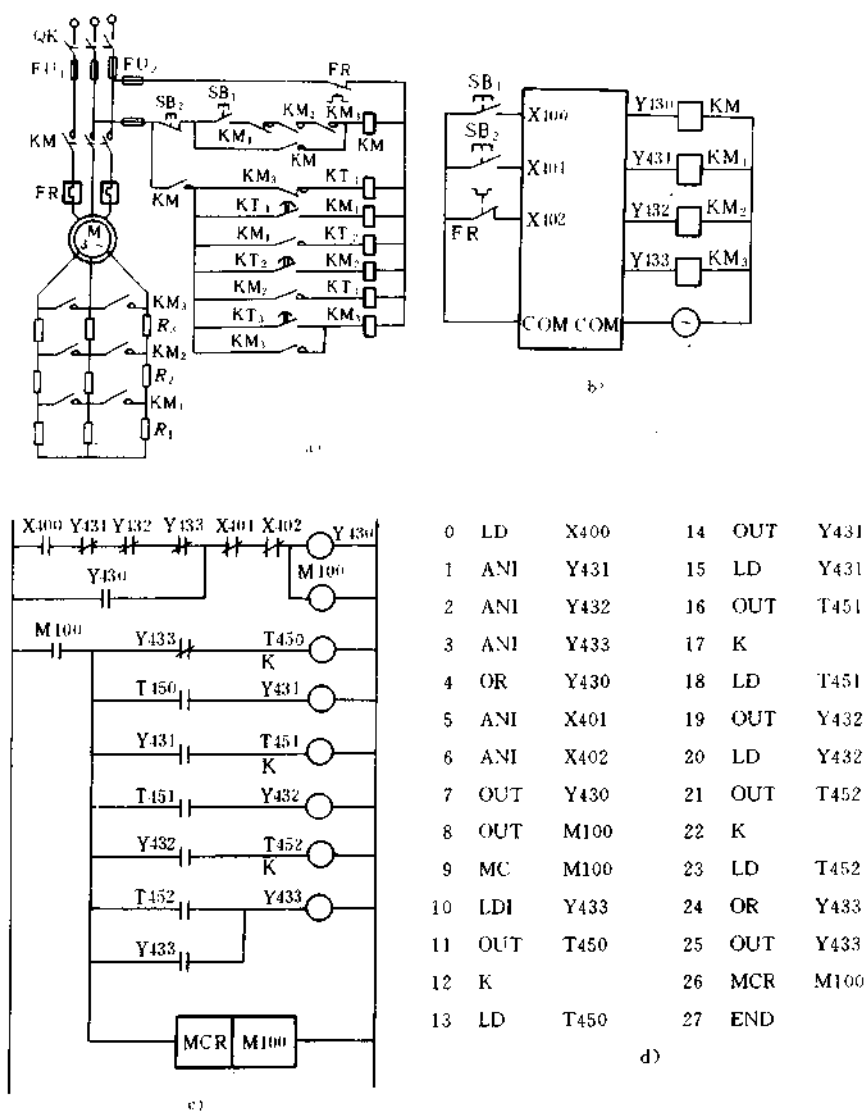 QK
FU₁ FU₂ FR
SB₂ SB₁ KM₂ KM₃
KM₁ KM
KM KM
FR KM KM₃ KT₁
KT₁ KM₁
M
3~ KM₁ KT₂
KT₂ KM₂
KM₂
KM₃ KT₃ KM₃
R₃ KM₃
KM₂
R₂
KM₁
R₁
a)
SB₁
X400 Y430 KM
SB₂
X401 Y431 KM₁
X402 Y432 KM₂
FR
Y433 KM₃
COM COM
~
b)
X400 Y431 Y432 Y433 X401 X402 Y430
Y430 M100
M100
Y433 T450
K
T450 Y431
Y431 T451
K
T451 Y432
Y432 T452
K
T452 Y433
Y433
MCR M100
c)
0 LD X400
1 ANI Y431
2 ANI Y432
3 ANI Y433
4 OR Y430
5 ANI X401
6 ANI X402
7 OUT Y430
8 OUT M100
9 MC M100
10 LDI Y433
11 OUT T450
12 K
13 LD T450
14 OUT Y431
15 LD Y431
16 OUT T451
17 K
18 LD T451
19 OUT Y432
20 LD Y432
21 OUT T452
22 K
23 LD T452
24 OR Y433
25 OUT Y433
26 MCR M100
27 END
d)